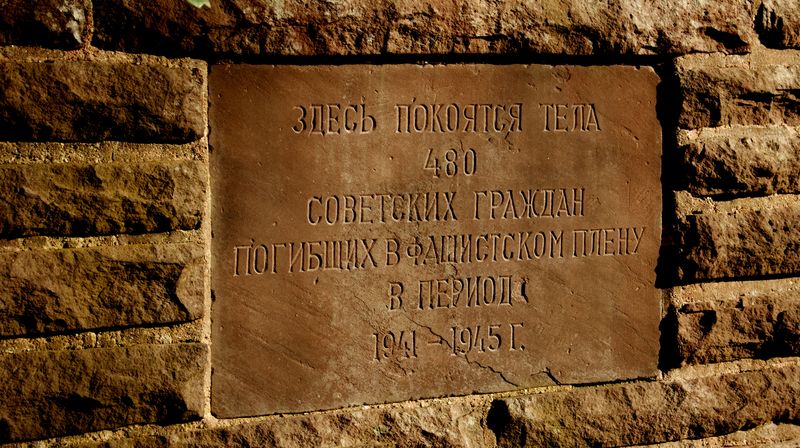 ЗДЕСЬ ПОКОЯТСЯ ТЕЛА
480
СОВЕТСКИХ ГРАЖДАН
ПОГИБШИХ В ФАШИСТСКОМ ПЛЕНУ
В ПЕРИОД
1941 – 1945 Г.